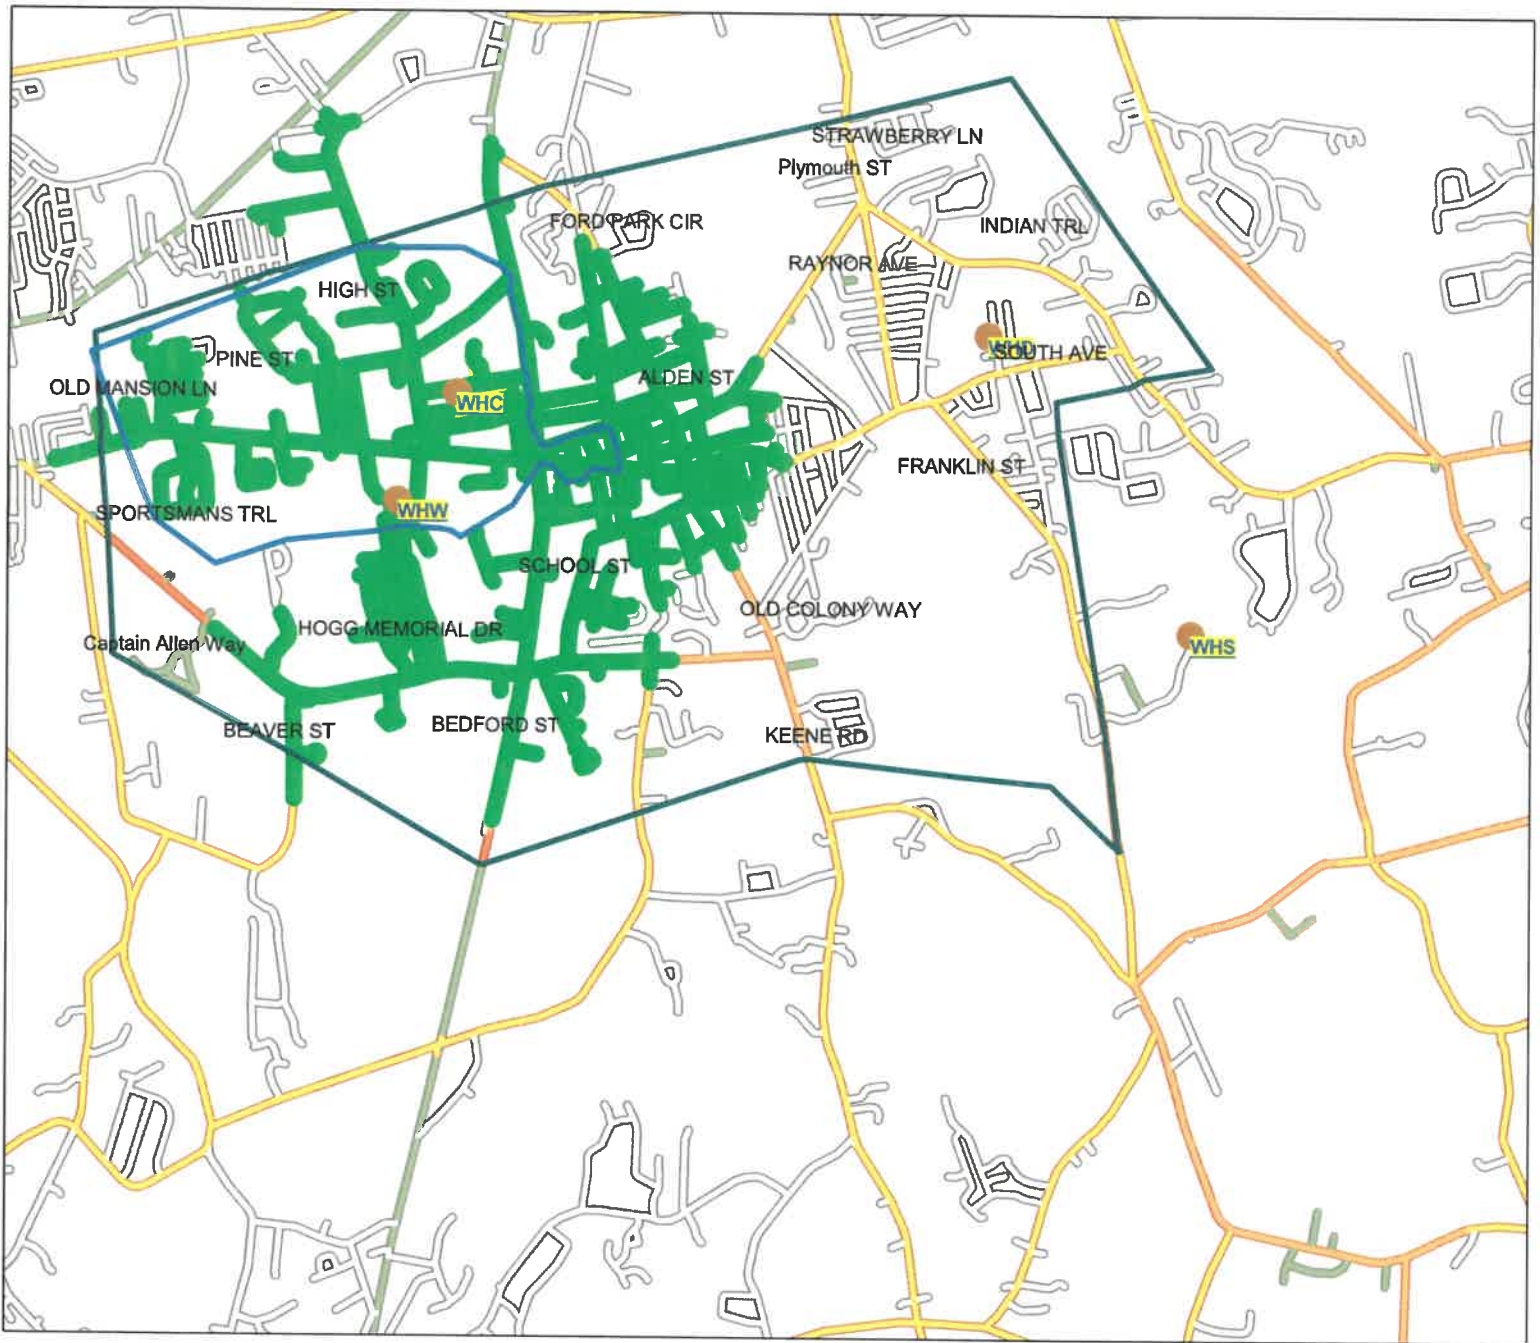 STRAWBERRY LN
Plymouth ST
FORD PARK CIR
INDIAN TRL
RAYNOR AVE
HIGH ST
WHD
SOUTH AVE
PINE ST
ALDEN ST
OLD MANSION LN
WHC
FRANKLIN ST
WHW
SPORTSMANS TRL
SCHOOL ST
OLD COLONY WAY
HOGG MEMORIAL DR
Captain Allen Way
WHS
BEDFORD ST
BEAVER ST
KEENE RD